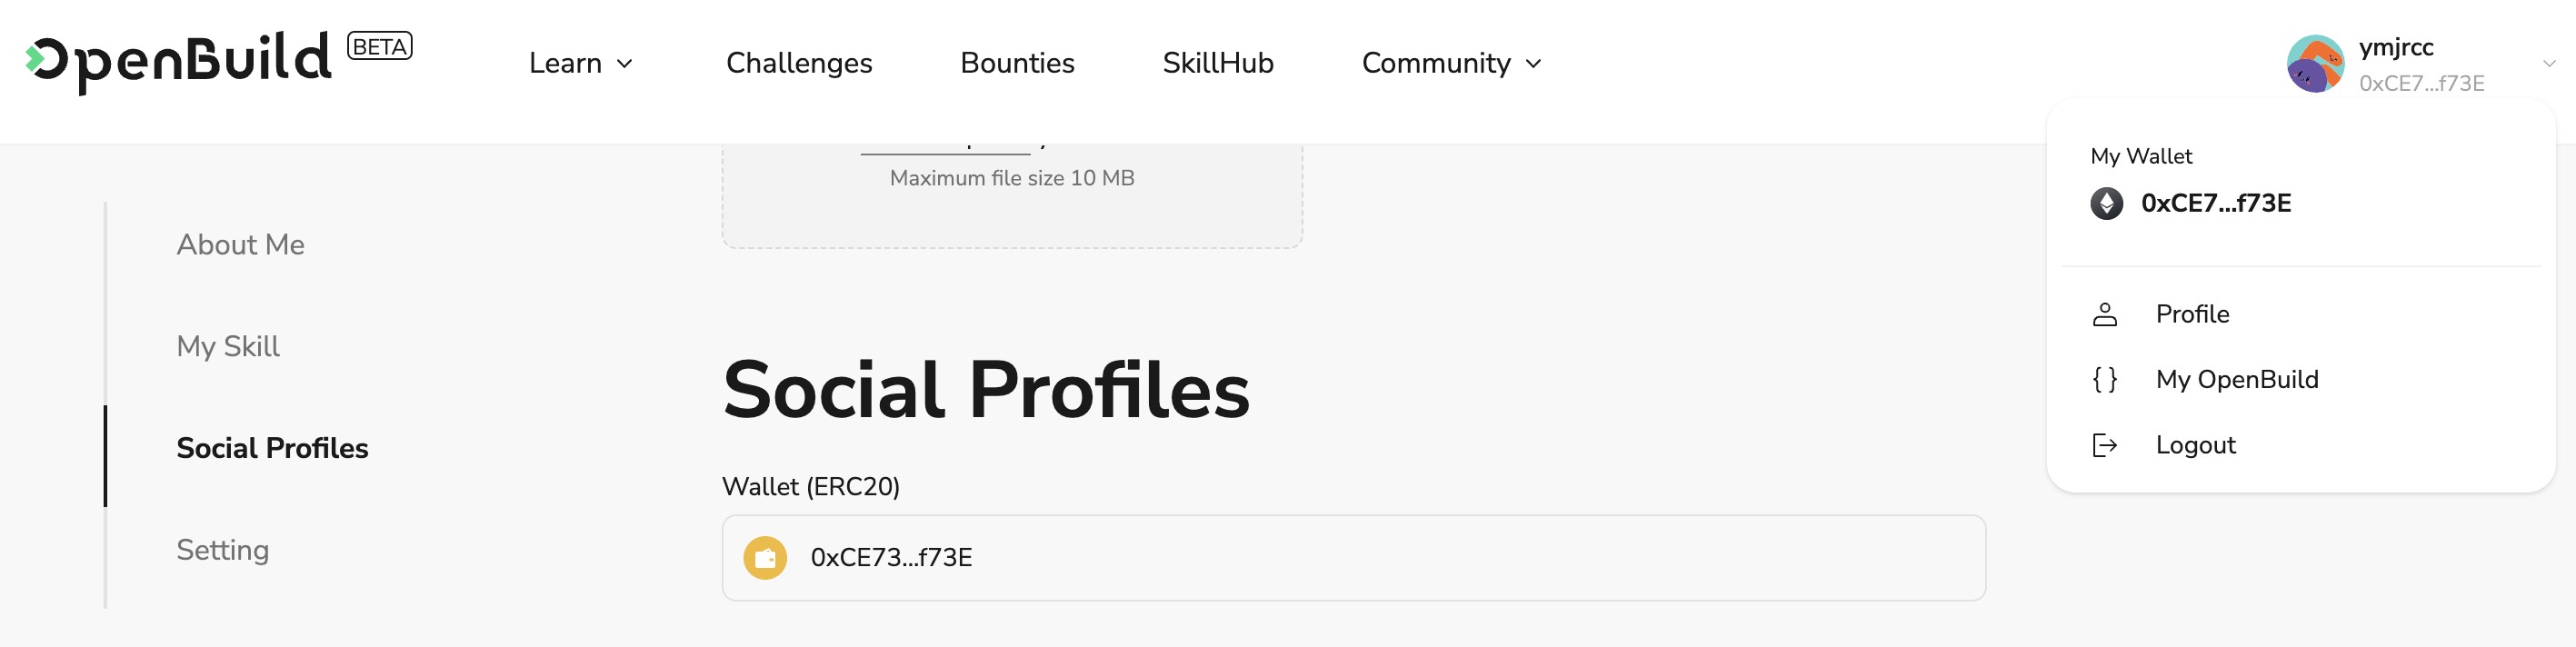 OpenBuild BETA
Learn
Challenges
Bounties
SkillHub
Community
ymjrcc
0xCE7...f73E
My Wallet
0xCE7...f73E
Profile
My OpenBuild
Logout
Maximum file size 10 MB
About Me
My Skill
Social Profiles
Setting
Social Profiles
Wallet (ERC20)
0xCE73...f73E